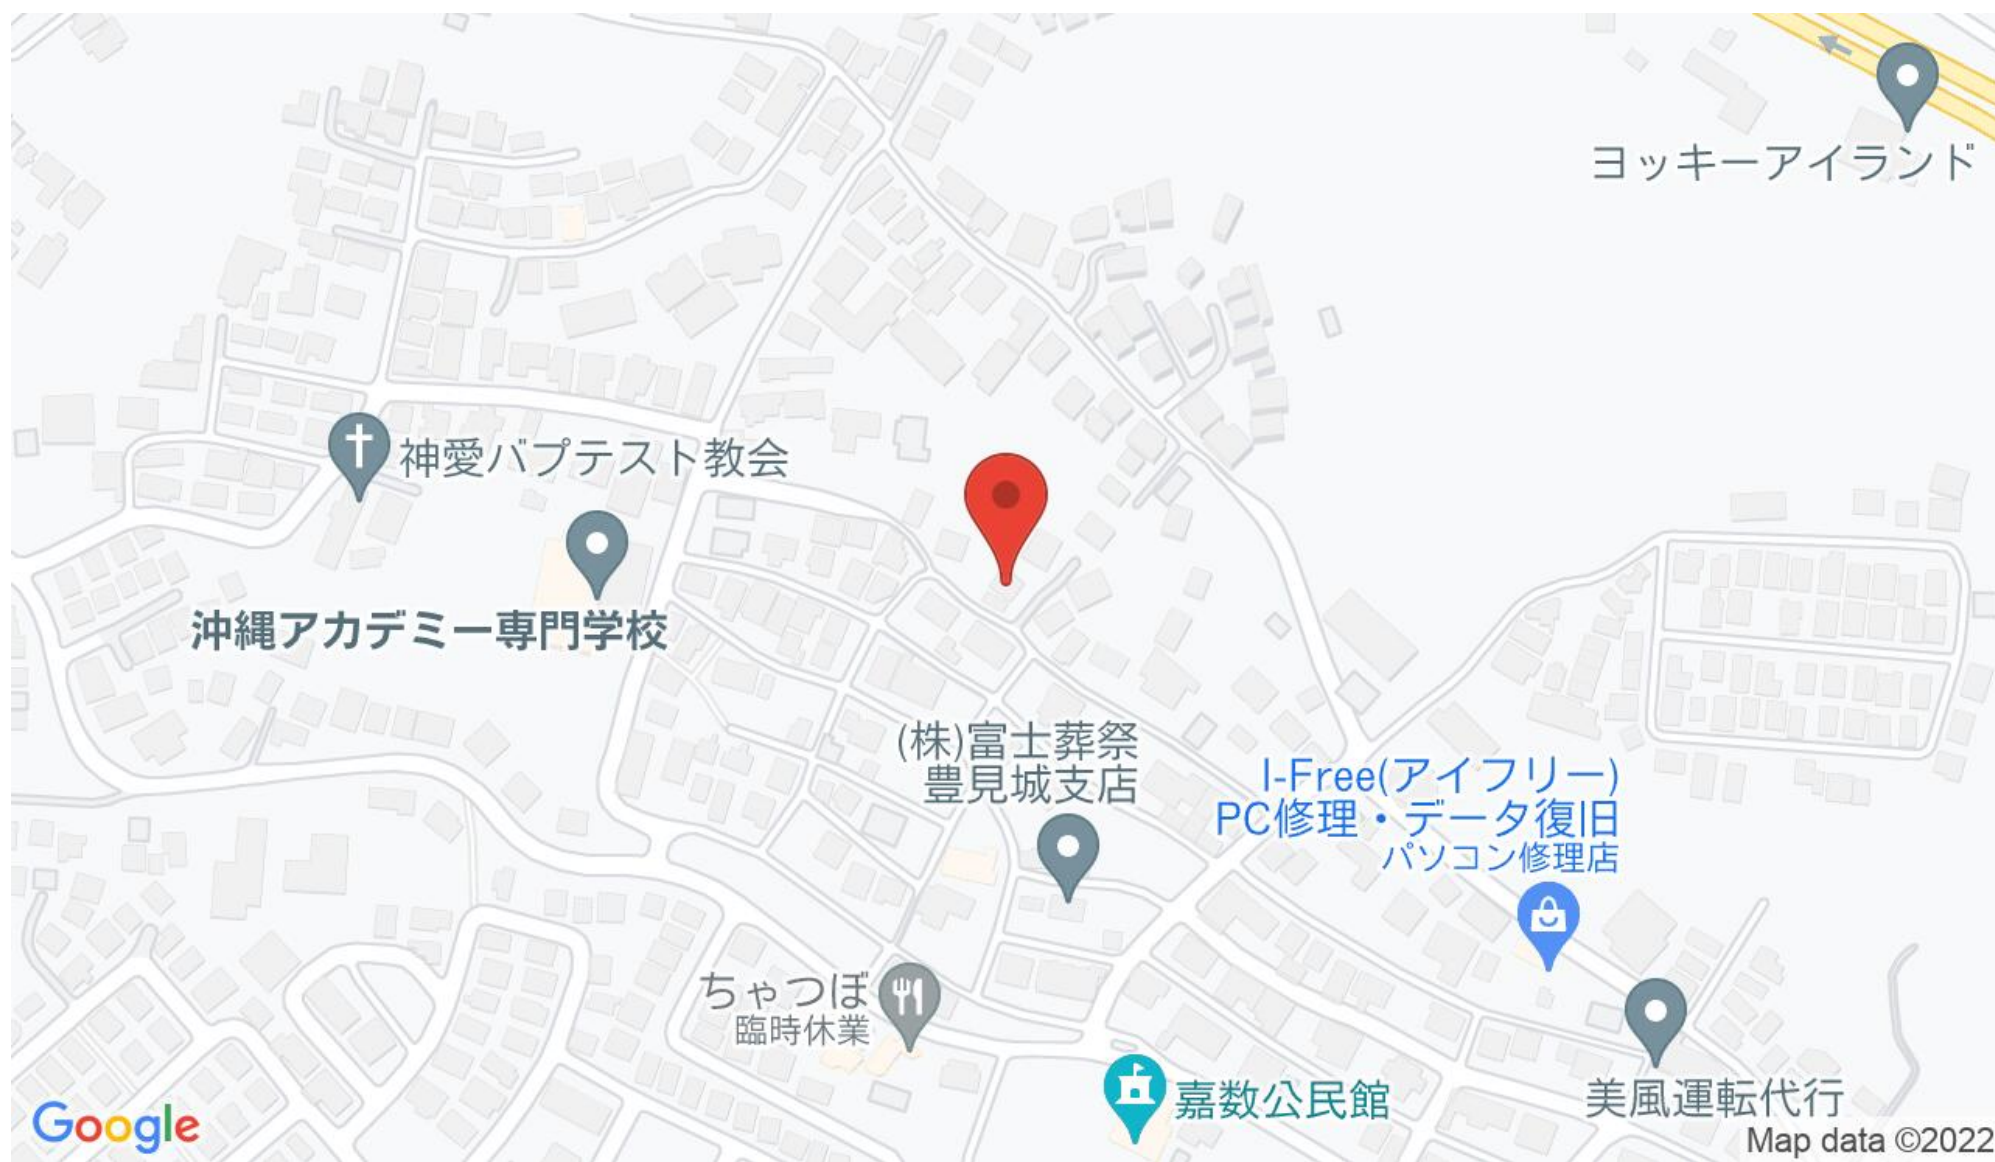 ヨッキーアイランド
神愛バプテスト教会
沖縄アカデミー専門学校
(株)富士葬祭
豊見城支店
I-Free(アイフリー)
PC修理・データ復旧
パソコン修理店
ちゃつぼ
臨時休業
嘉数公民館
美風運転代行
Google
Map data ©2022